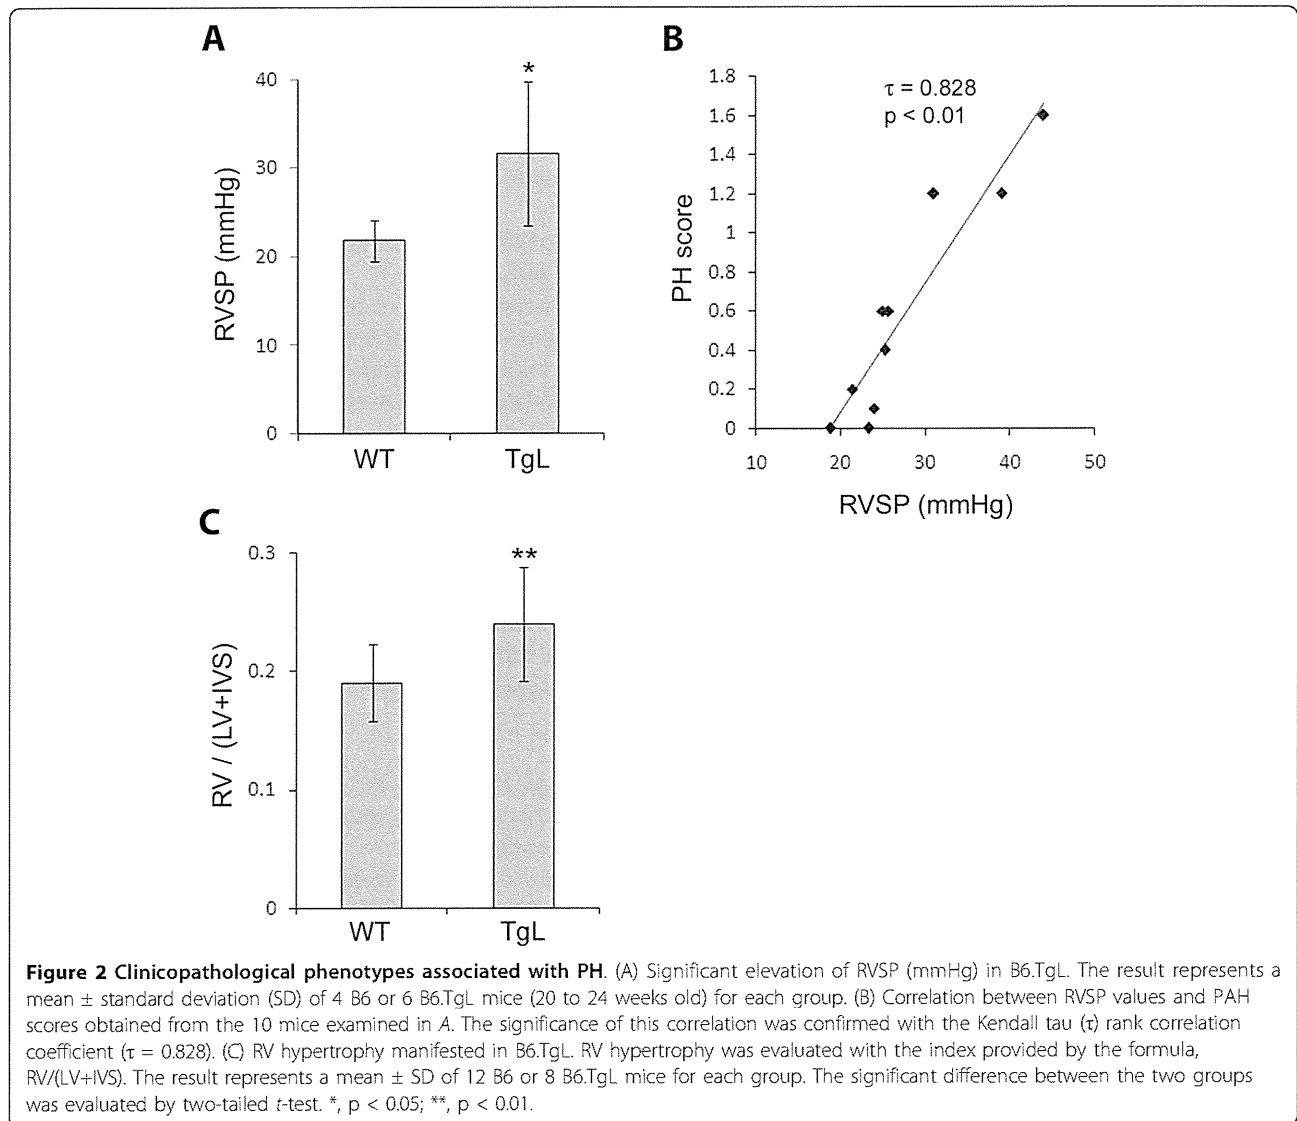 A
*
40
30
20
10
0
RVSP (mmHg)
WT
TgL
B
τ = 0.828
p < 0.01
1.8
1.6
1.4
1.2
1
0.8
0.6
0.4
0.2
0
PH score
10
20
30
40
50
RVSP (mmHg)
C
**
0.3
0.2
0.1
0
RV / (LV+IVS)
WT
TgL
Figure 2 Clinicopathological phenotypes associated with PH. (A) Significant elevation of RVSP (mmHg) in B6.TgL. The result represents a
mean ± standard deviation (SD) of 4 B6 or 6 B6.TgL mice (20 to 24 weeks old) for each group. (B) Correlation between RVSP values and PAH
scores obtained from the 10 mice examined in A. The significance of this correlation was confirmed with the Kendall tau (τ) rank correlation
coefficient (τ = 0.828). (C) RV hypertrophy manifested in B6.TgL. RV hypertrophy was evaluated with the index provided by the formula,
RV/(LV+IVS). The result represents a mean ± SD of 12 B6 or 8 B6.TgL mice for each group. The significant difference between the two groups
was evaluated by two-tailed t-test. *, p < 0.05; **, p < 0.01.